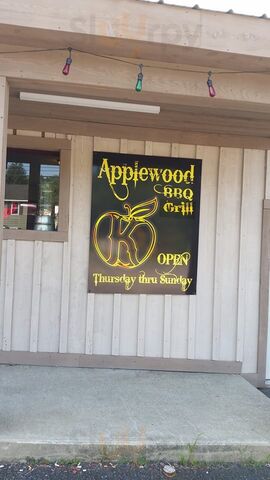 Applewood
BBQ
Grill
K
OPEN
Thursday thru Sunday